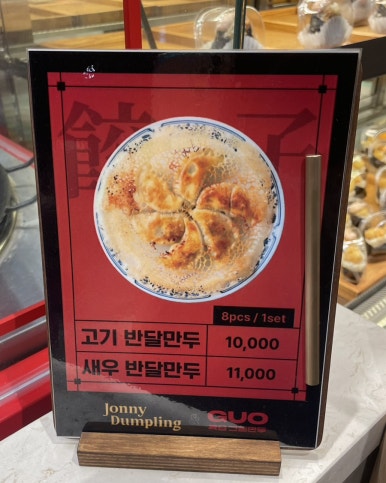 餃子
8pcs / 1set
고기 반달만두 10,000
새우 반달만두 11,000
Jonny
Dumpling
GUO